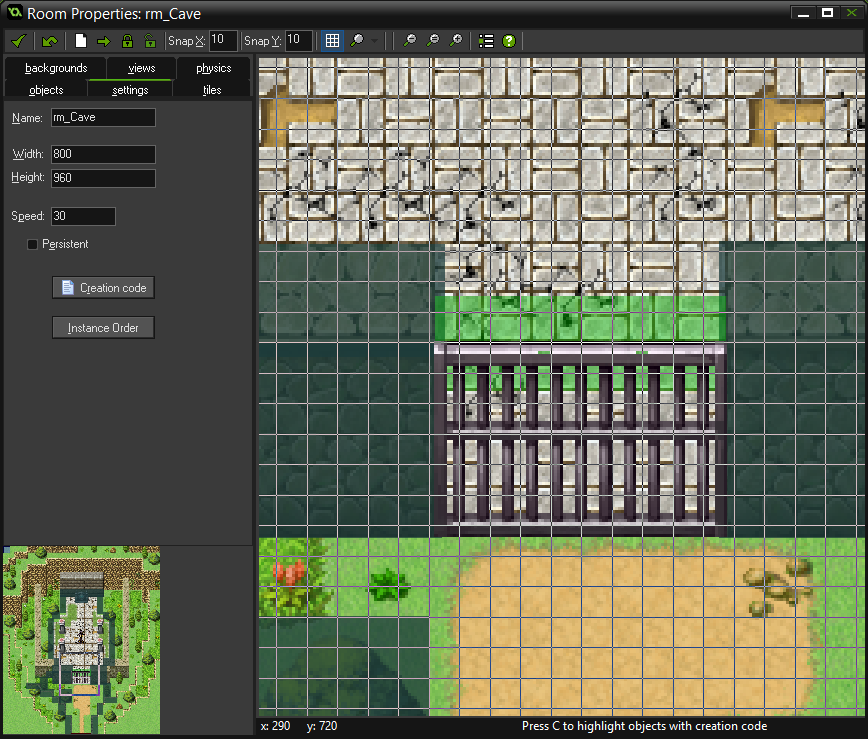 Room Properties: rm_Cave
Snap X: 10 Snap Y: 10
backgrounds views physics
objects settings tiles
Name: rm_Cave
Width: 800
Height: 960
Speed: 30
Persistent
Creation code
Instance Order
x: 290 y: 720 Press C to highlight objects with creation code